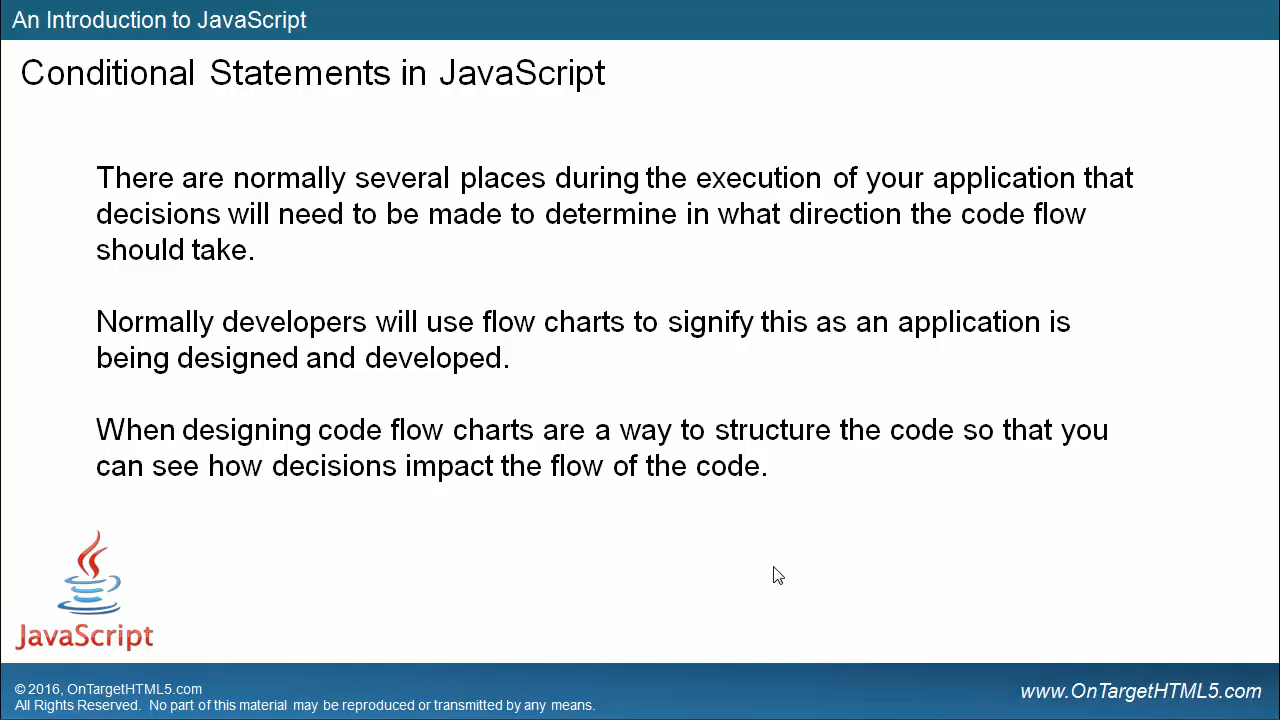 An Introduction to JavaScript
Conditional Statements in JavaScript
There are normally several places during the execution of your application that
decisions will need to be made to determine in what direction the code flow
should take.
Normally developers will use flow charts to signify this as an application is
being designed and developed.
When designing code flow charts are a way to structure the code so that you
can see how decisions impact the flow of the code.
JavaScript
© 2016, OnTargetHTML5.com
All Rights Reserved.  No part of this material may be reproduced or transmitted by any means.
www.OnTargetHTML5.com